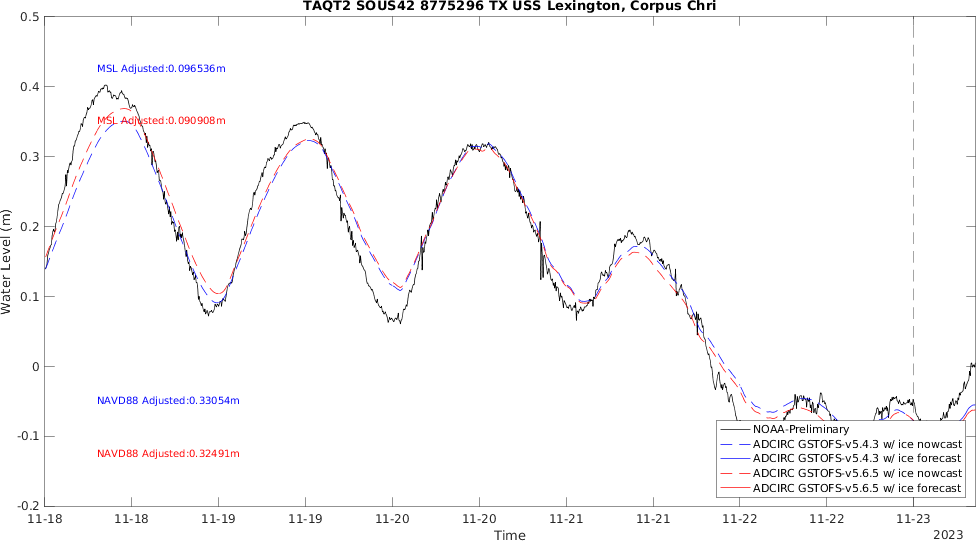 TAQT2 SOUS42 8775296 TX USS Lexington, Corpus Chri
0.5
MSL Adjusted:0.096536m
0.4
MSL Adjusted:0.090908m
0.3
0.2
Water Level (m)
0.1
0
NAVD88 Adjusted:0.33054m
-0.1
NAVD88 Adjusted:0.32491m
-0.2
NOAA-Preliminary
ADCIRC GSTOFS-v5.4.3 w/ ice nowcast
ADCIRC GSTOFS-v5.4.3 w/ ice forecast
ADCIRC GSTOFS-v5.6.5 w/ ice nowcast
ADCIRC GSTOFS-v5.6.5 w/ ice forecast
11-18 11-18 11-19 11-19 11-20 11-20 11-21 11-21 11-22 11-22 11-23
Time
2023